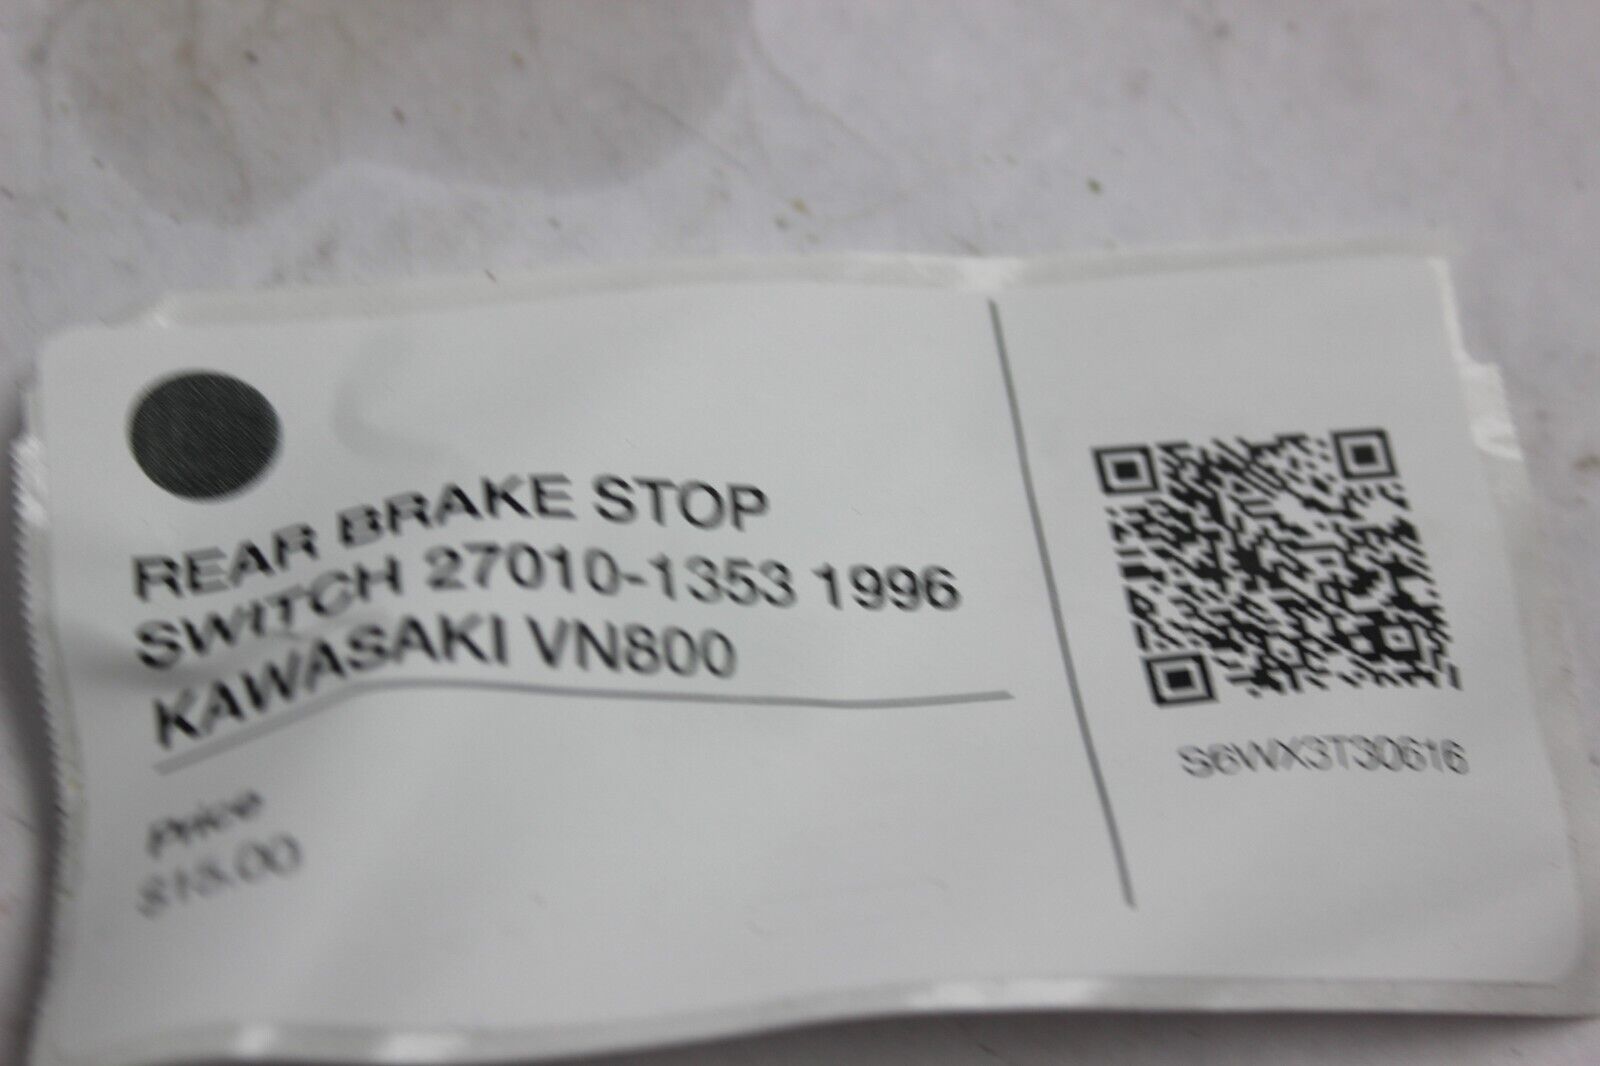 REAR BRAKE STOP
SWITCH 27010-1353 1996
KAWASAKI VN800
Price
$15.00
S6WX3T30616